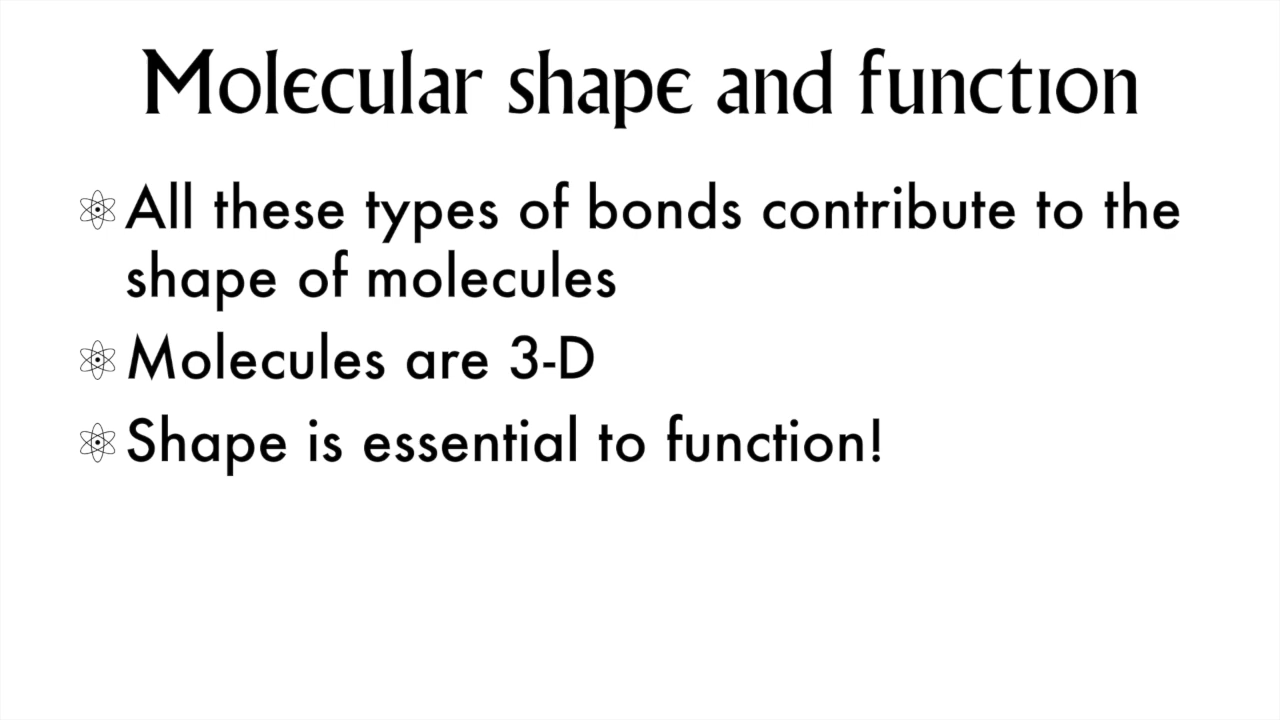 Molecular shape and function
All these types of bonds contribute to the
shape of molecules
Molecules are 3-D
Shape is essential to function!